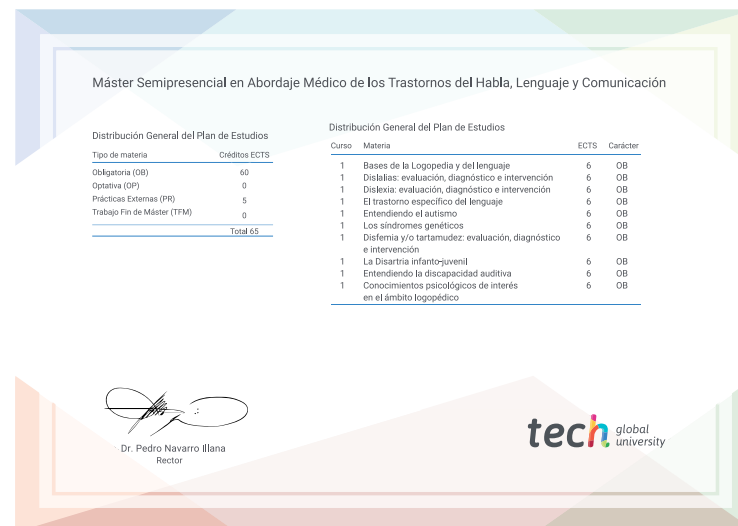 Máster Semipresencial en Abordaje Médico de los Trastornos del Habla, Lenguaje y Comunicación
Distribución General del Plan de Estudios
Tipo de materia Créditos ECTS
Obligatoria (OB) 60
Optativa (OP) 0
Prácticas Externas (PR) 5
Trabajo Fin de Máster (TFM) 0
Total 65
Distribución General del Plan de Estudios
Curso Materia ECTS Carácter
1 Bases de la Logopedia y del lenguaje 6 OB
1 Dislalias: evaluación, diagnóstico e intervención 6 OB
1 Dislexia: evaluación, diagnóstico e intervención 6 OB
1 El trastorno específico del lenguaje 6 OB
1 Entendiendo el autismo 6 OB
1 Los síndromes genéticos 6 OB
1 Disfemia y/o tartamudez: evaluación, diagnóstico 6 OB
e intervención
1 La Disartria infanto-juvenil 6 OB
1 Entendiendo la discapacidad auditiva 6 OB
1 Conocimientos psicológicos de interés 6 OB
en el ámbito logopédico
Dr. Pedro Navarro Illana
Rector
tech global
university